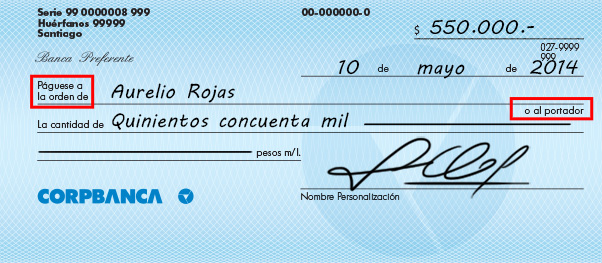 Serie 99 0000008 999
Huérfanos 99999
Santiago
00-000000-0
$ 550.000.-
027-9999
999
Banca Preferente
10 de mayo de 2014
Páguese a
la orden de Aurelio Rojas
o al portador
La cantidad de Quinientos concuenta mil
pesos m/l.
CORPBANCA
Nombre Personalización